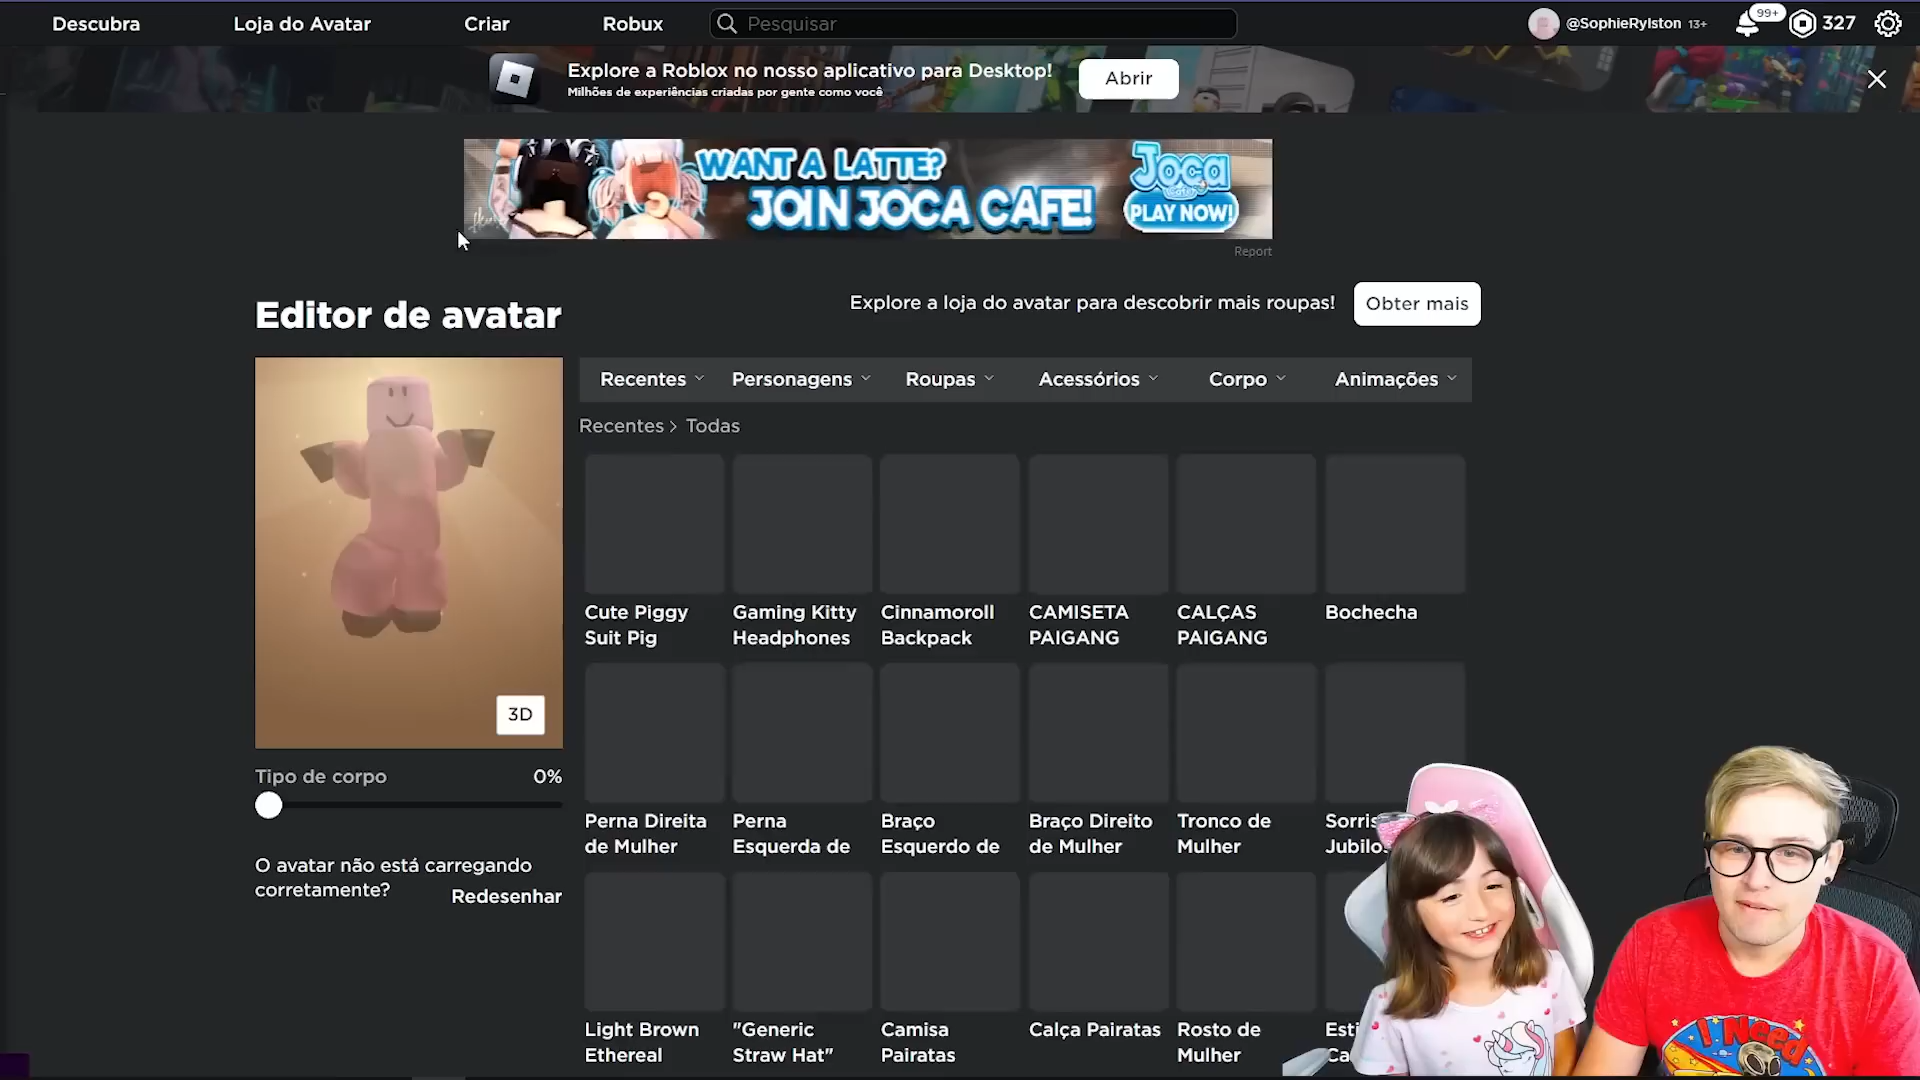 Descubra
Loja do Avatar
Criar
Robux
Pesquisar
@SophieRylston 13+
99+
327
Explore a Roblox no nosso aplicativo para Desktop!
Milhões de experiências criadas por gente como você
Abrir
WANT A LATTE?
JOIN JOCA CAFE!
Joca
PLAY NOW!
Report
Editor de avatar
Explore a loja do avatar para descobrir mais roupas!
Obter mais
Recentes
Personagens
Roupas
Acessórios
Corpo
Animações
Recentes > Todas
3D
Tipo de corpo
0%
O avatar não está carregando
corretamente?
Redesenhar
Cute Piggy
Suit Pig
Gaming Kitty
Headphones
Cinnamoroll
Backpack
CAMISETA
PAIGANG
CALÇAS
PAIGANG
Bochecha
Perna Direita
de Mulher
Perna
Esquerda de
Braço
Esquerdo de
Braço Direito
de Mulher
Tronco de
Mulher
Light Brown
Ethereal
"Generic
Straw Hat"
Camisa
Pairatas
Calça Pairatas
Rosto de
Mulher
I Need